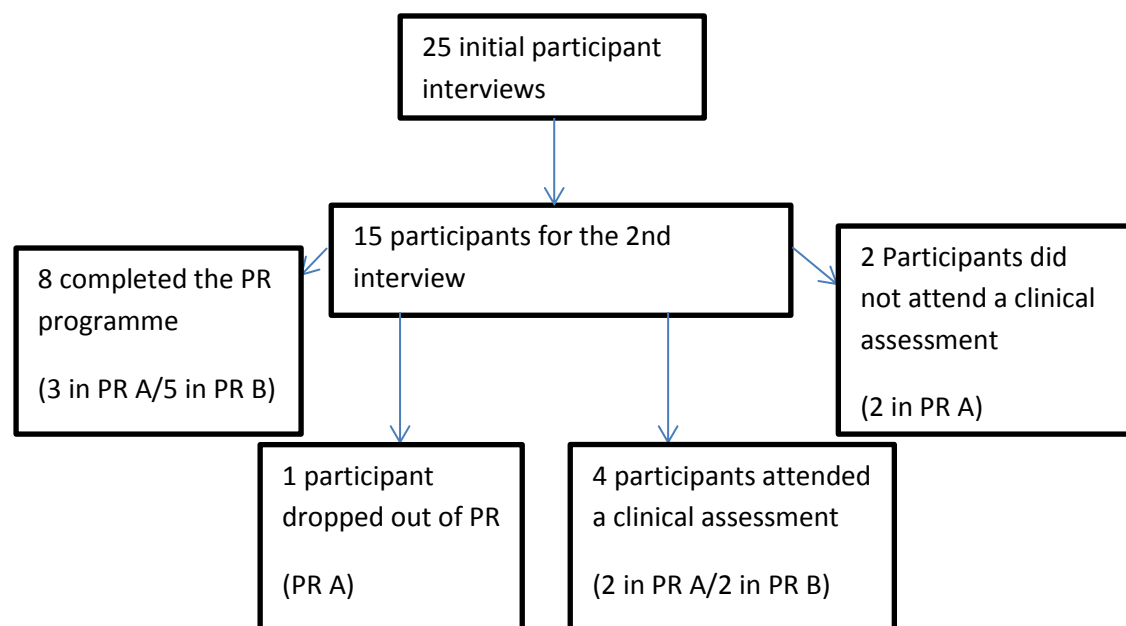 25 initial participant
interviews
15 participants for the 2nd
interview
8 completed the PR
programme
(3 in PR A/5 in PR B)
2 Participants did
not attend a clinical
assessment
(2 in PR A)
1 participant
dropped out of PR
(PR A)
4 participants attended
a clinical assessment
(2 in PR A/2 in PR B)